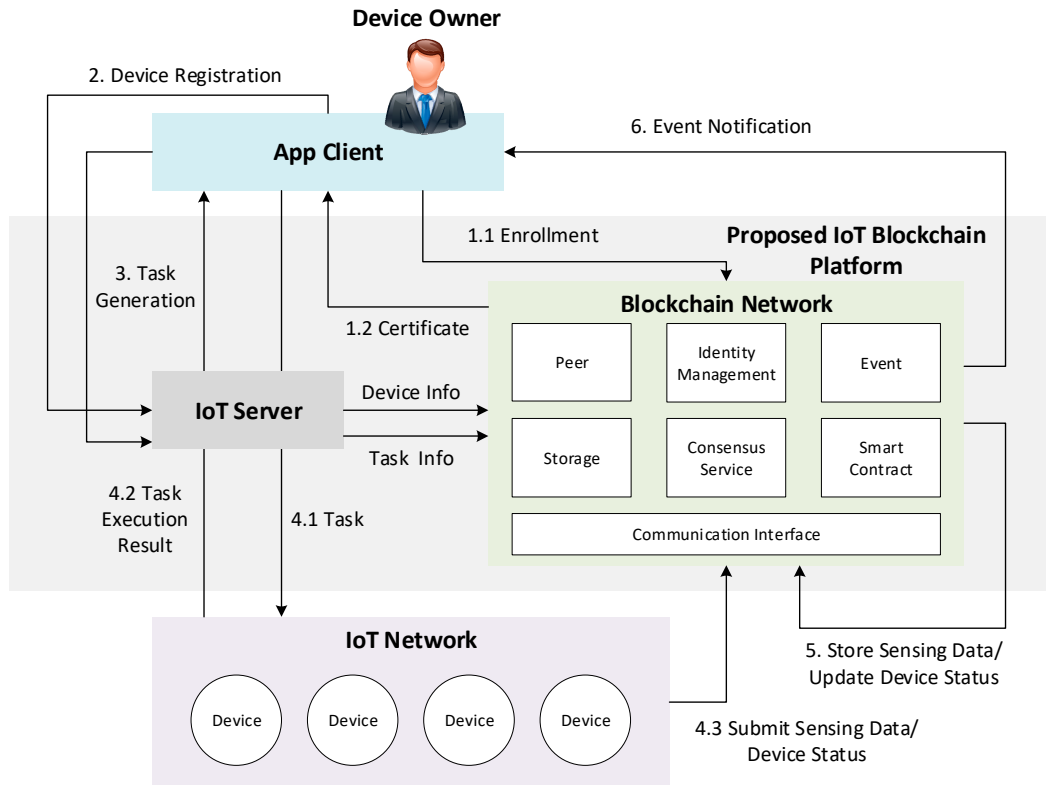 Device Owner
2. Device Registration
App Client
6. Event Notification
1.1 Enrollment
Proposed IoT Blockchain
Platform
3. Task
Generation
1.2 Certificate
Blockchain Network
Peer
Identity
Management
Event
IoT Server
Device Info
Task Info
Storage
Consensus
Service
Smart
Contract
4.2 Task
Execution
Result
4.1 Task
Communication Interface
IoT Network
Device
Device
Device
Device
5. Store Sensing Data/
Update Device Status
4.3 Submit Sensing Data/
Device Status